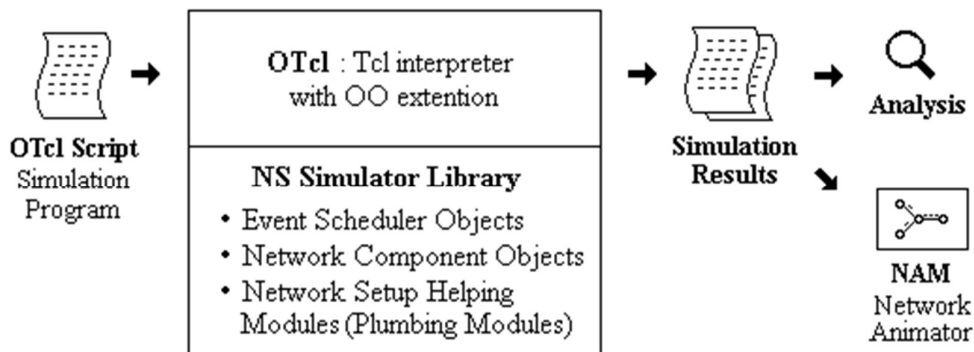 OTcl Script
Simulation
Program
OTcl : Tcl interpreter
with OO extention
NS Simulator Library
• Event Scheduler Objects
• Network Component Objects
• Network Setup Helping
Modules (Plumbing Modules)
Simulation
Results
Analysis
NAM
Network
Animator